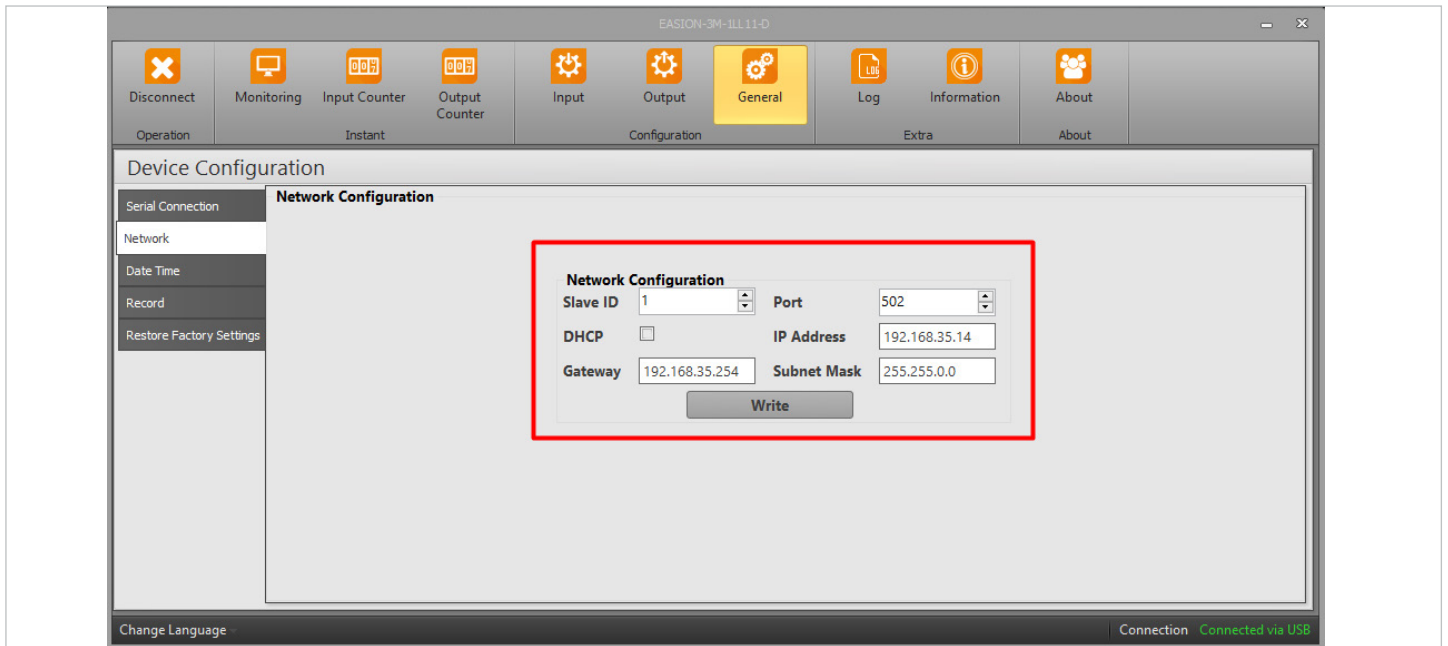 EASION-3M-1LL11-D
Disconnect
Monitoring
Input Counter
Output
Counter
Input
Output
General
LOG
Log
Information
About
Operation
Instant
Configuration
Extra
About
Device Configuration
Serial Connection
Network
Date Time
Record
Restore Factory Settings
Network Configuration
Network Configuration
Slave ID 1 Port 502
DHCP IP Address 192.168.35.14
Gateway 192.168.35.254 Subnet Mask 255.255.0.0
Write
Change Language
Connection Connected via USB